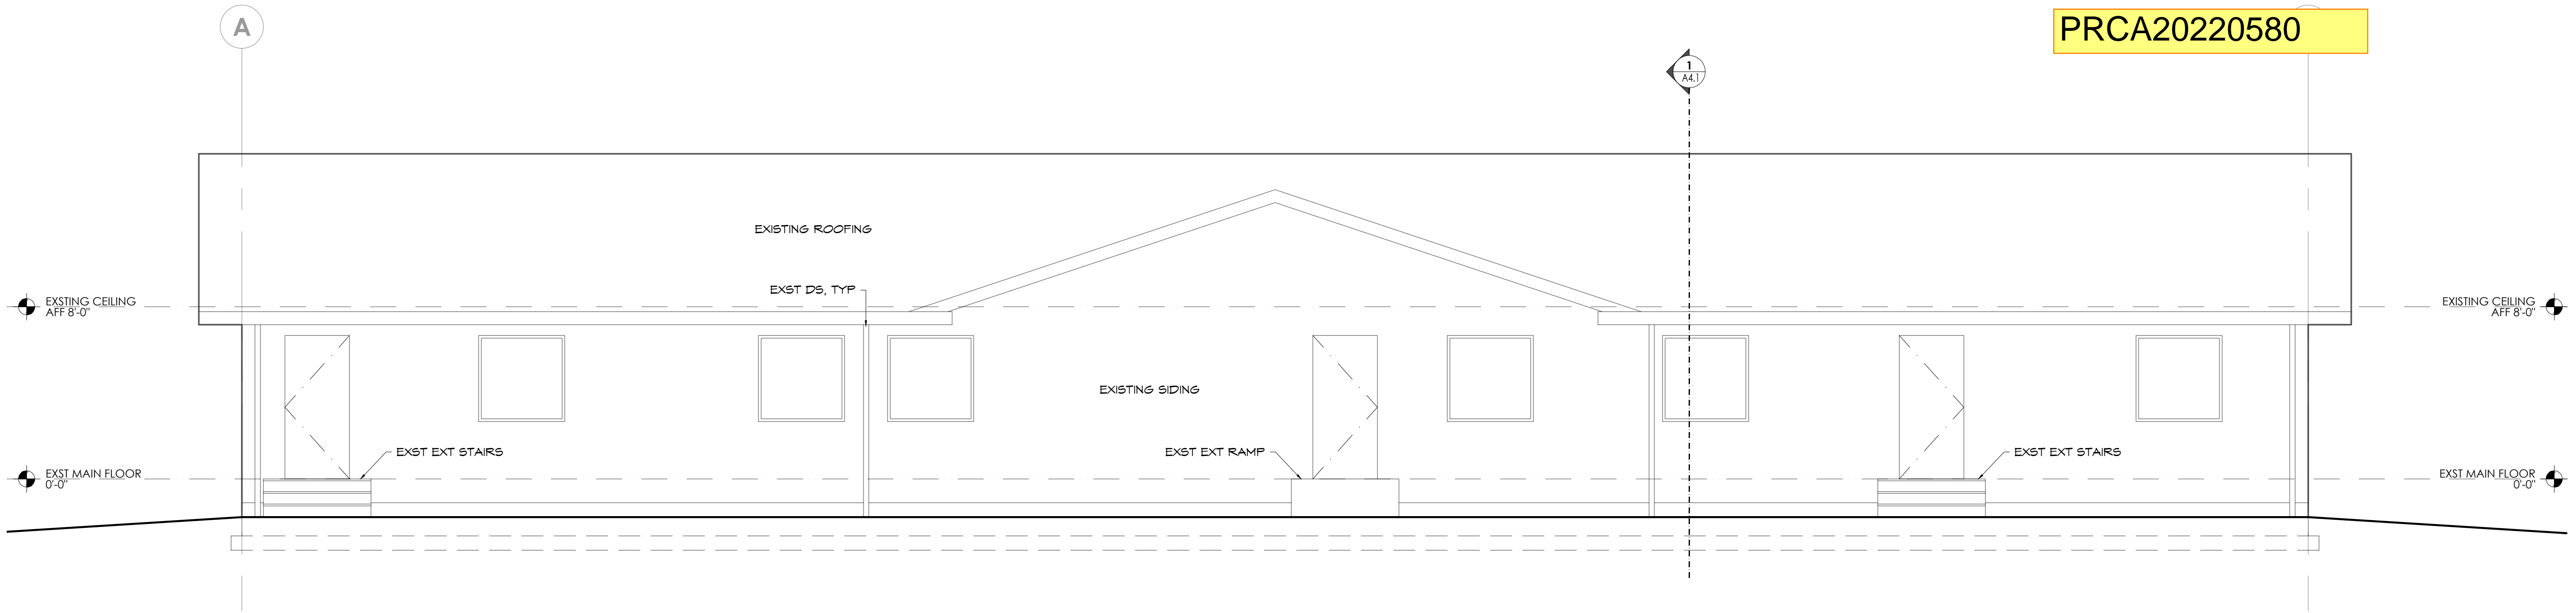 A
PRCA20220580
1
A4.1
EXISTING ROOFING
EXST DS, TYP
EXSTING CEILING
AFF 8'-0"
EXISTING CEILING
AFF 8'-0"
EXISTING SIDING
EXST EXT STAIRS
EXST EXT RAMP
EXST EXT STAIRS
EXST MAIN FLOOR
0'-0"
EXST MAIN FLOOR
0'-0"